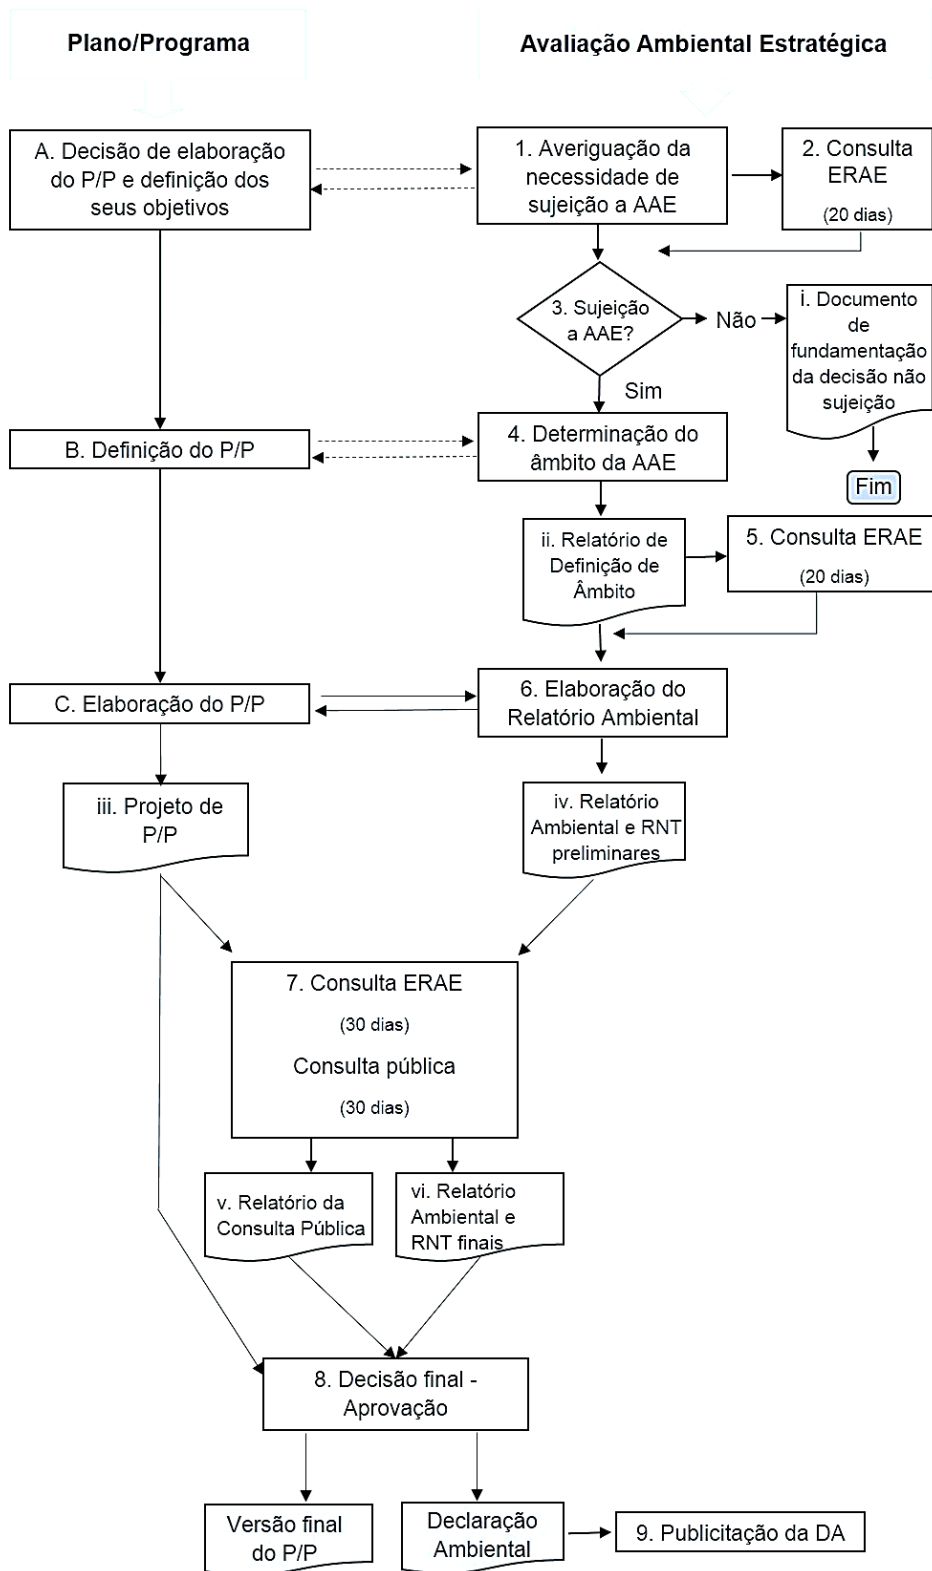 Plano/Programa
Avaliação Ambiental Estratégica
A. Decisão de elaboração
do P/P e definição dos
seus objetivos
1. Averiguação da
necessidade de
sujeição a AAE
2. Consulta
ERAE
(20 dias)
3. Sujeição
a AAE?
Não
i. Documento
de
fundamentação
da decisão não
sujeição
Sim
Fim
B. Definição do P/P
4. Determinação do
âmbito da AAE
ii. Relatório de
Definição de
Âmbito
5. Consulta ERAE
(20 dias)
C. Elaboração do P/P
6. Elaboração do
Relatório Ambiental
iii. Projeto de
P/P
iv. Relatório
Ambiental e RNT
preliminares
7. Consulta ERAE
(30 dias)
Consulta pública
(30 dias)
v. Relatório da
Consulta Pública
vi. Relatório
Ambiental e
RNT finais
8. Decisão final -
Aprovação
Versão final
do P/P
Declaração
Ambiental
9. Publicitação da DA